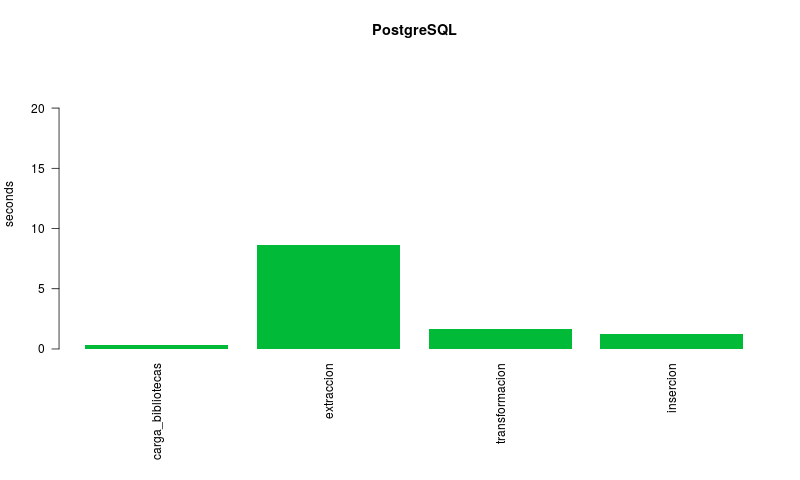 PostgreSQL
seconds
20
15
10
5
0
carga_bibliotecas
extraccion
transformacion
insercion